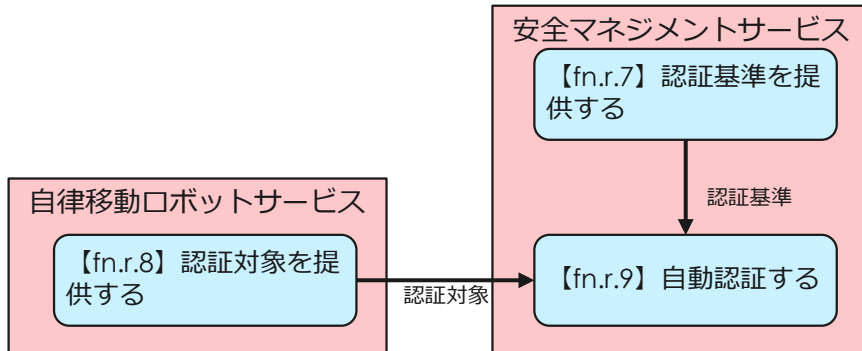 安全マネジメントサービス
【fn.r.7】認証基準を提
供する
認証基準
自律移動ロボットサービス
【fn.r.8】認証対象を提
供する
認証対象
【fn.r.9】自動認証する